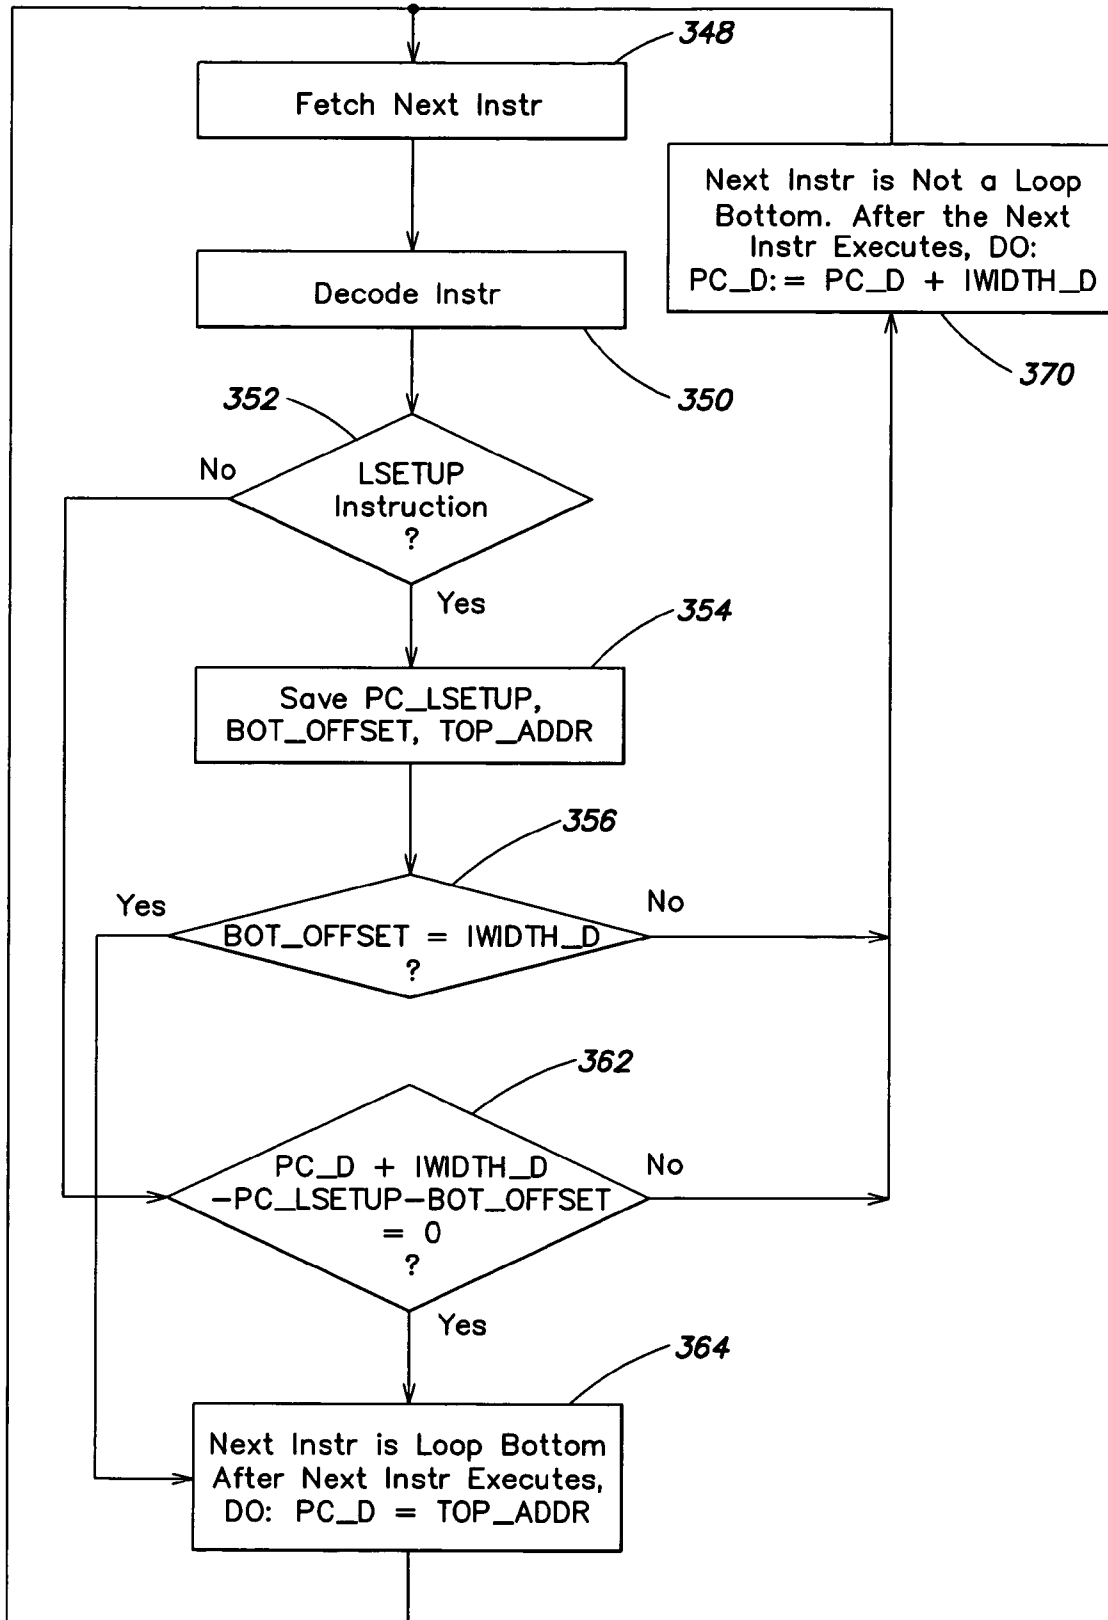 348
Fetch Next Instr
Next Instr is Not a Loop
Bottom. After the Next
Instr Executes, DO:
PC_D:= PC_D + IWIDTH_D
370
Decode Instr
350
352
No
LSETUP
Instruction
?
Yes
354
Save PC_LSETUP,
BOT_OFFSET, TOP_ADDR
356
Yes
No
BOT_OFFSET = IWIDTH_D
?
362
PC_D + IWIDTH_D
-PC_LSETUP-BOT_OFFSET
= 0
?
No
Yes
364
Next Instr is Loop Bottom
After Next Instr Executes,
DO: PC_D = TOP_ADDR